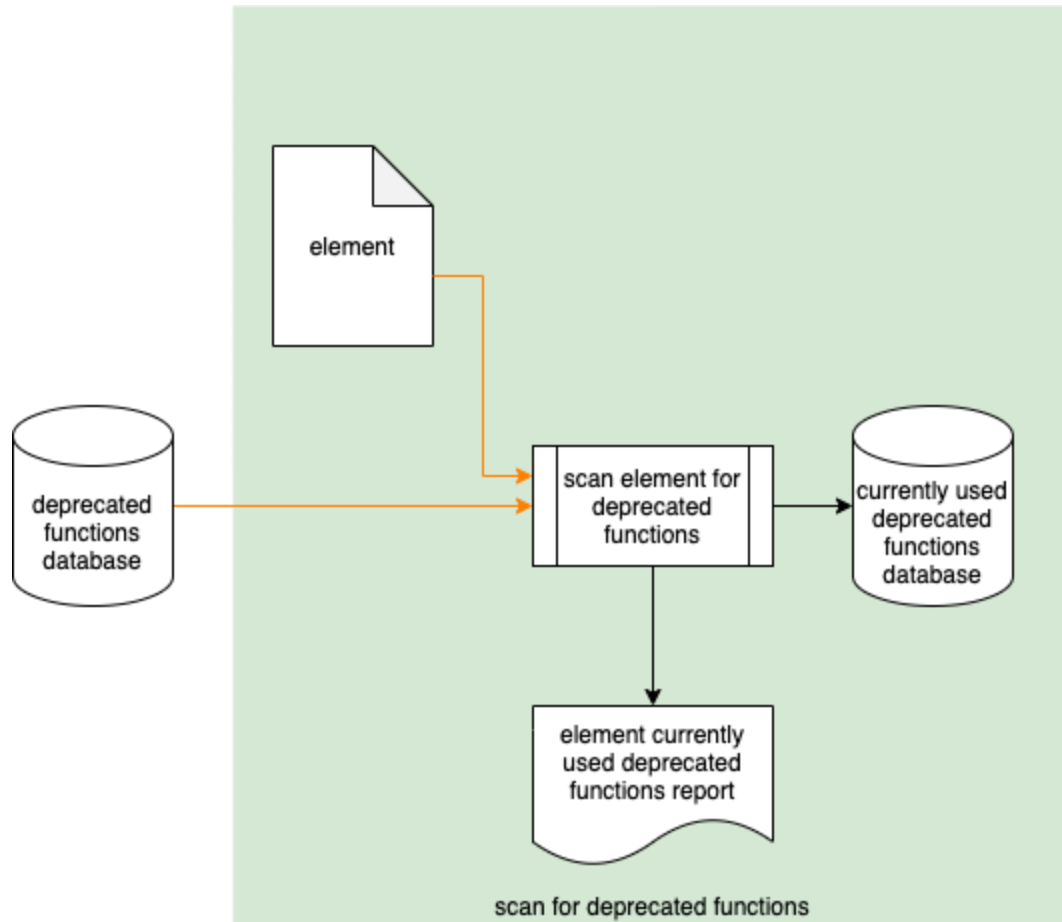 element
deprecated
functions
database
scan element for
deprecated
functions
currently used
deprecated
functions
database
element currently
used deprecated
functions report
scan for deprecated functions